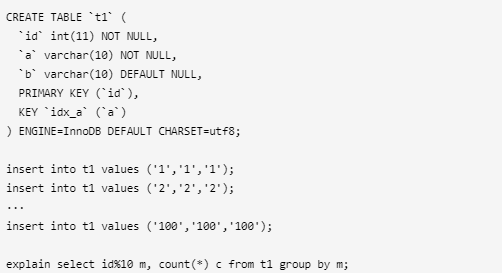 CREATE TABLE `t1` (
  `id` int(11) NOT NULL,
  `a` varchar(10) NOT NULL,
  `b` varchar(10) DEFAULT NULL,
  PRIMARY KEY (`id`),
  KEY `idx_a` (`a`)
) ENGINE=InnoDB DEFAULT CHARSET=utf8;

insert into t1 values ('1','1','1');
insert into t1 values ('2','2','2');
...
insert into t1 values ('100','100','100');

explain select id%10 m, count(*) c from t1 group by m;